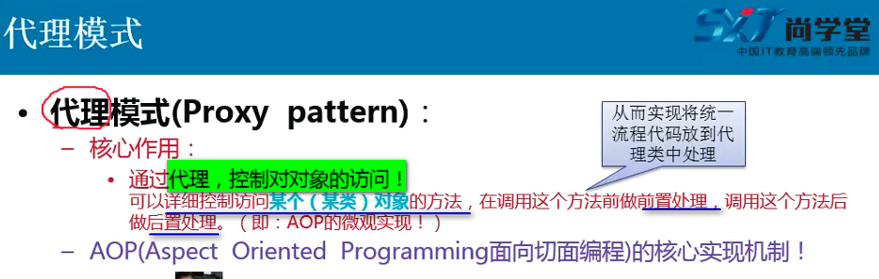 代理模式
SXT 尚学堂
中国IT教育高端领先品牌
• 代理模式(Proxy pattern)：
从而实现将统一
流程代码放到代
理类中处理
– 核心作用：
• 通过代理，控制对对象的访问！
可以详细控制访问某个（某类）对象的方法，在调用这个方法前做前置处理，调用这个方法后
做后置处理。（即：AOP的微观实现！）
– AOP(Aspect Oriented Programming面向切面编程)的核心实现机制！